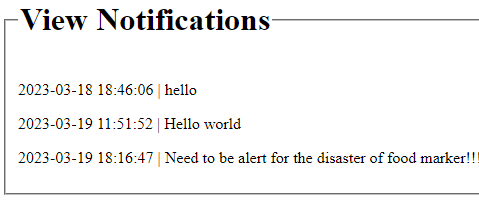 View Notifications
2023-03-18 18:46:06 | hello
2023-03-19 11:51:52 | Hello world
2023-03-19 18:16:47 | Need to be alert for the disaster of food marker!!!